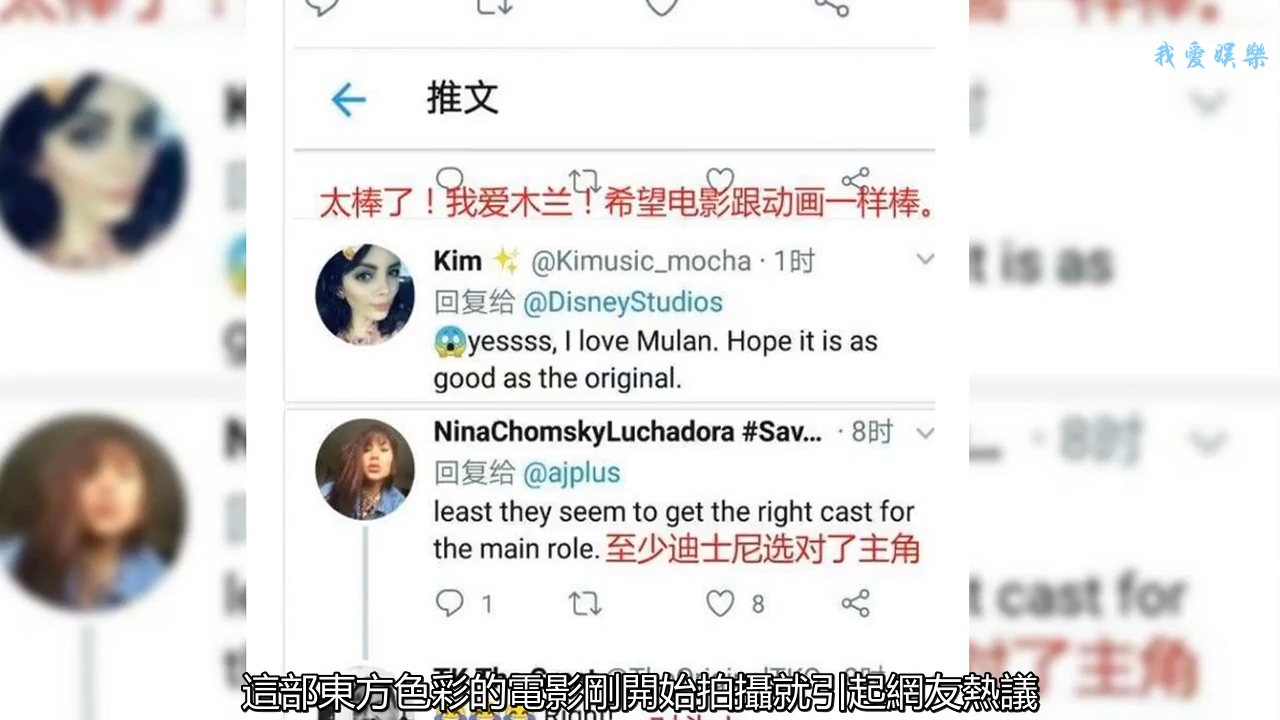 我愛娛樂
推文
太棒了！我爱木兰！希望电影跟动画一样棒。
Kim ✨ @Kimusic_mocha · 1时
回复给 @DisneyStudios
😱yessss, I love Mulan. Hope it is as
good as the original.
NinaChomskyLuchadora #Sav... · 8时
回复给 @ajplus
least they seem to get the right cast for
the main role. 至少迪士尼选对了主角
1 8
這部東方色彩的電影剛開始拍攝就引起網友熱議